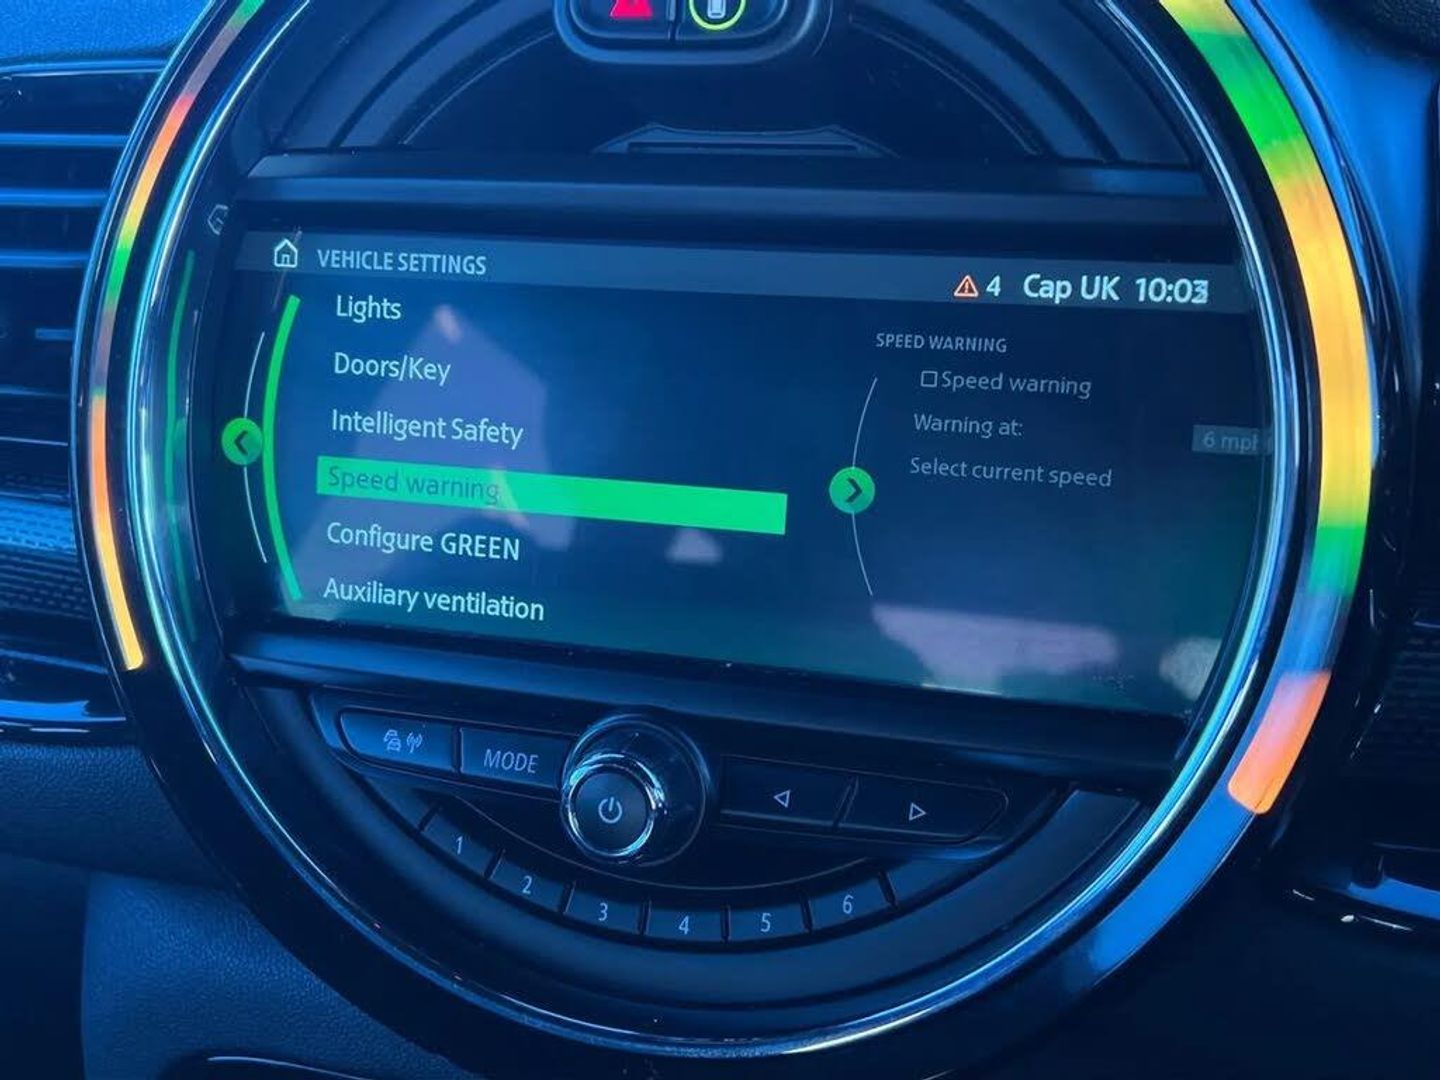 VEHICLE SETTINGS
4 Cap UK 10:03
Lights
Doors/Key
Intelligent Safety
Speed warning
Configure GREEN
Auxiliary ventilation
SPEED WARNING
Speed warning
Warning at: 6 mph
Select current speed
MODE
1 2 3 4 5 6